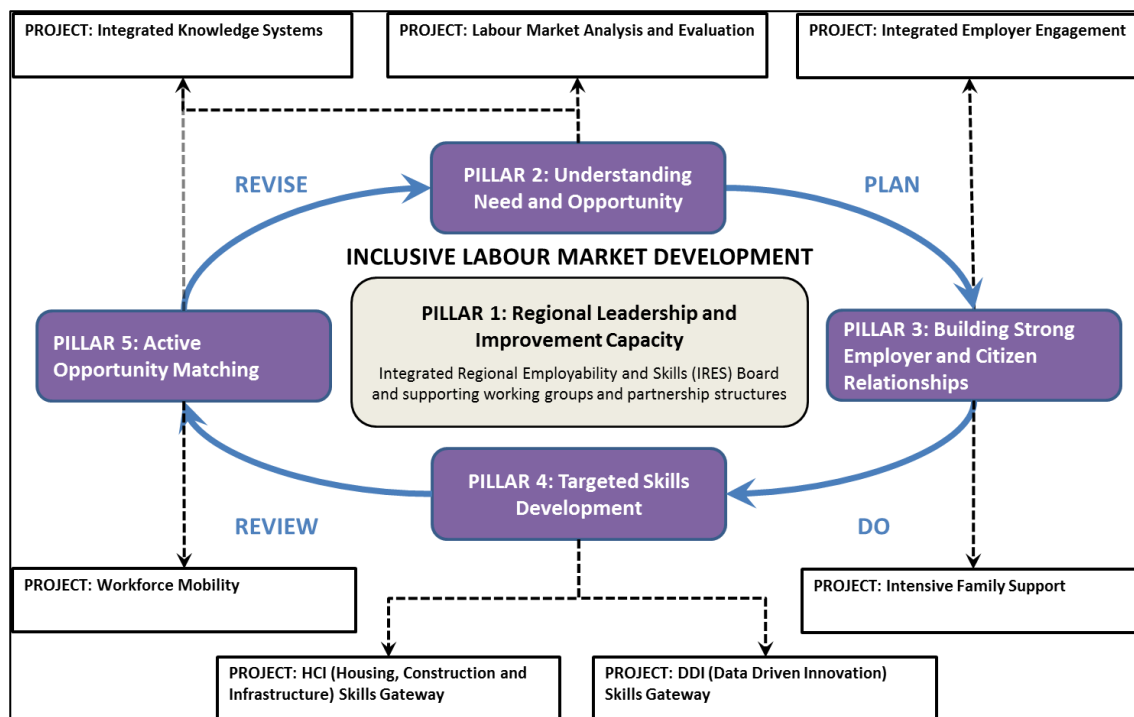 PROJECT: Integrated Knowledge Systems
PROJECT: Labour Market Analysis and Evaluation
PROJECT: Integrated Employer Engagement
REVISE
PILLAR 2: Understanding
Need and Opportunity
PLAN
INCLUSIVE LABOUR MARKET DEVELOPMENT
PILLAR 1: Regional Leadership and
Improvement Capacity
Integrated Regional Employability and Skills (IRES) Board
and supporting working groups and partnership structures
PILLAR 5: Active
Opportunity Matching
PILLAR 3: Building Strong
Employer and Citizen
Relationships
PILLAR 4: Targeted Skills
Development
REVIEW
DO
PROJECT: Workforce Mobility
PROJECT: Intensive Family Support
PROJECT: HCI (Housing, Construction and
Infrastructure) Skills Gateway
PROJECT: DDI (Data Driven Innovation)
Skills Gateway